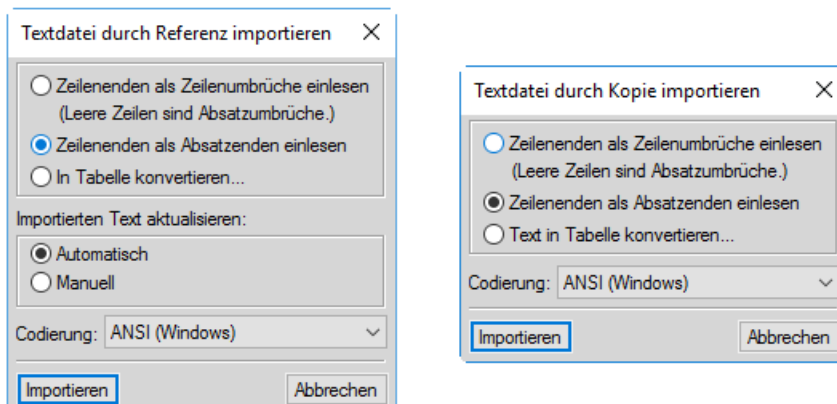 Textdatei durch Referenz importieren
Zeilenenden als Zeilenumbrüche einlesen
(Leere Zeilen sind Absatzumbrüche.)
Zeilenenden als Absatzenden einlesen
In Tabelle konvertieren...
Importierten Text aktualisieren:
Automatisch
Manuell
Codierung: ANSI (Windows)
Importieren Abbrechen
Textdatei durch Kopie importieren
Zeilenenden als Zeilenumbrüche einlesen
(Leere Zeilen sind Absatzumbrüche.)
Zeilenenden als Absatzenden einlesen
Text in Tabelle konvertieren...
Codierung: ANSI (Windows)
Importieren Abbrechen